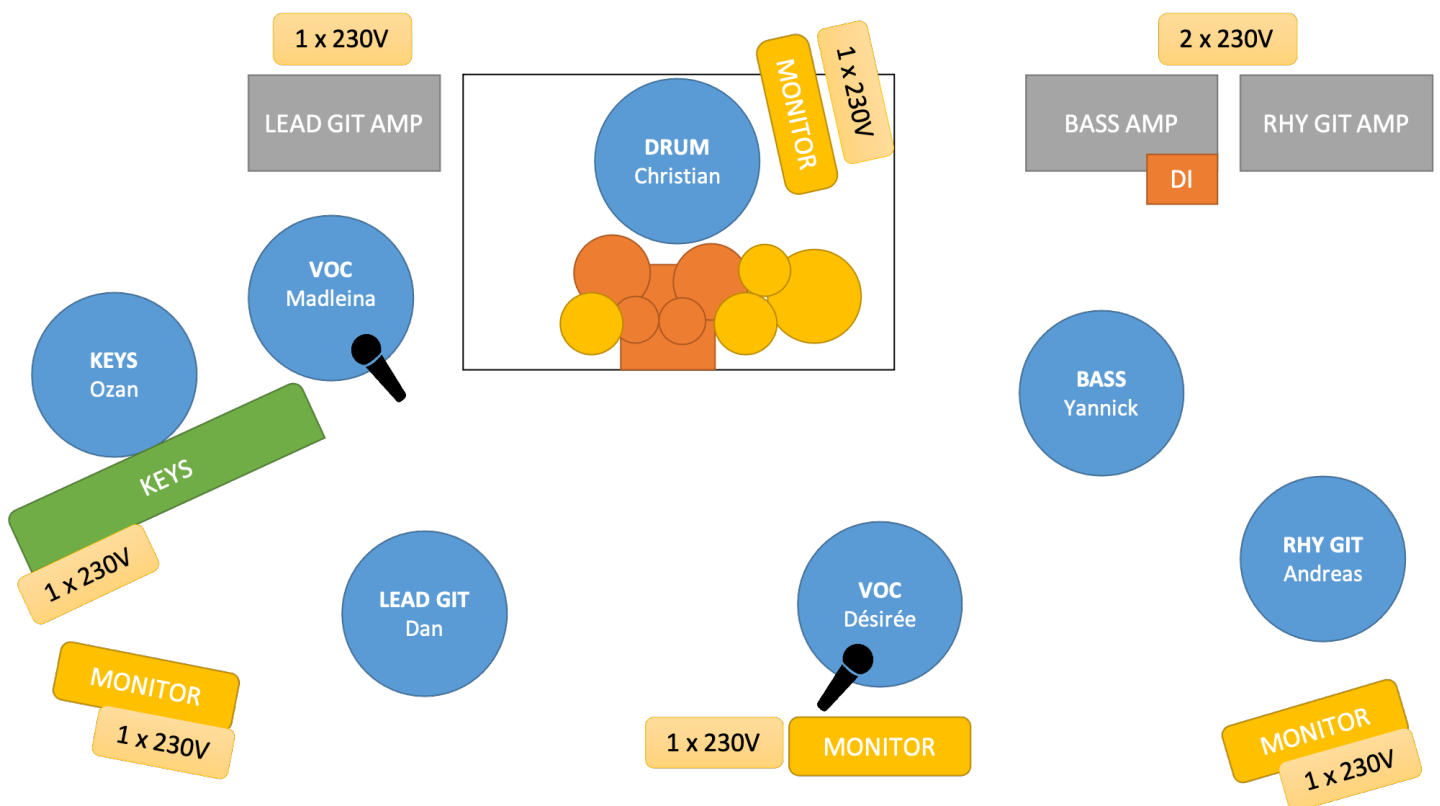 1 x 230V
LEAD GIT AMP
MONITOR
1 x 230V
2 x 230V
BASS AMP
RHY GIT AMP
DI
DRUM
Christian
VOC
Madleina
KEYS
Ozan
KEYS
1 x 230V
BASS
Yannick
LEAD GIT
Dan
VOC
Désirée
RHY GIT
Andreas
MONITOR
1 x 230V
1 x 230V
MONITOR
MONITOR
1 x 230V